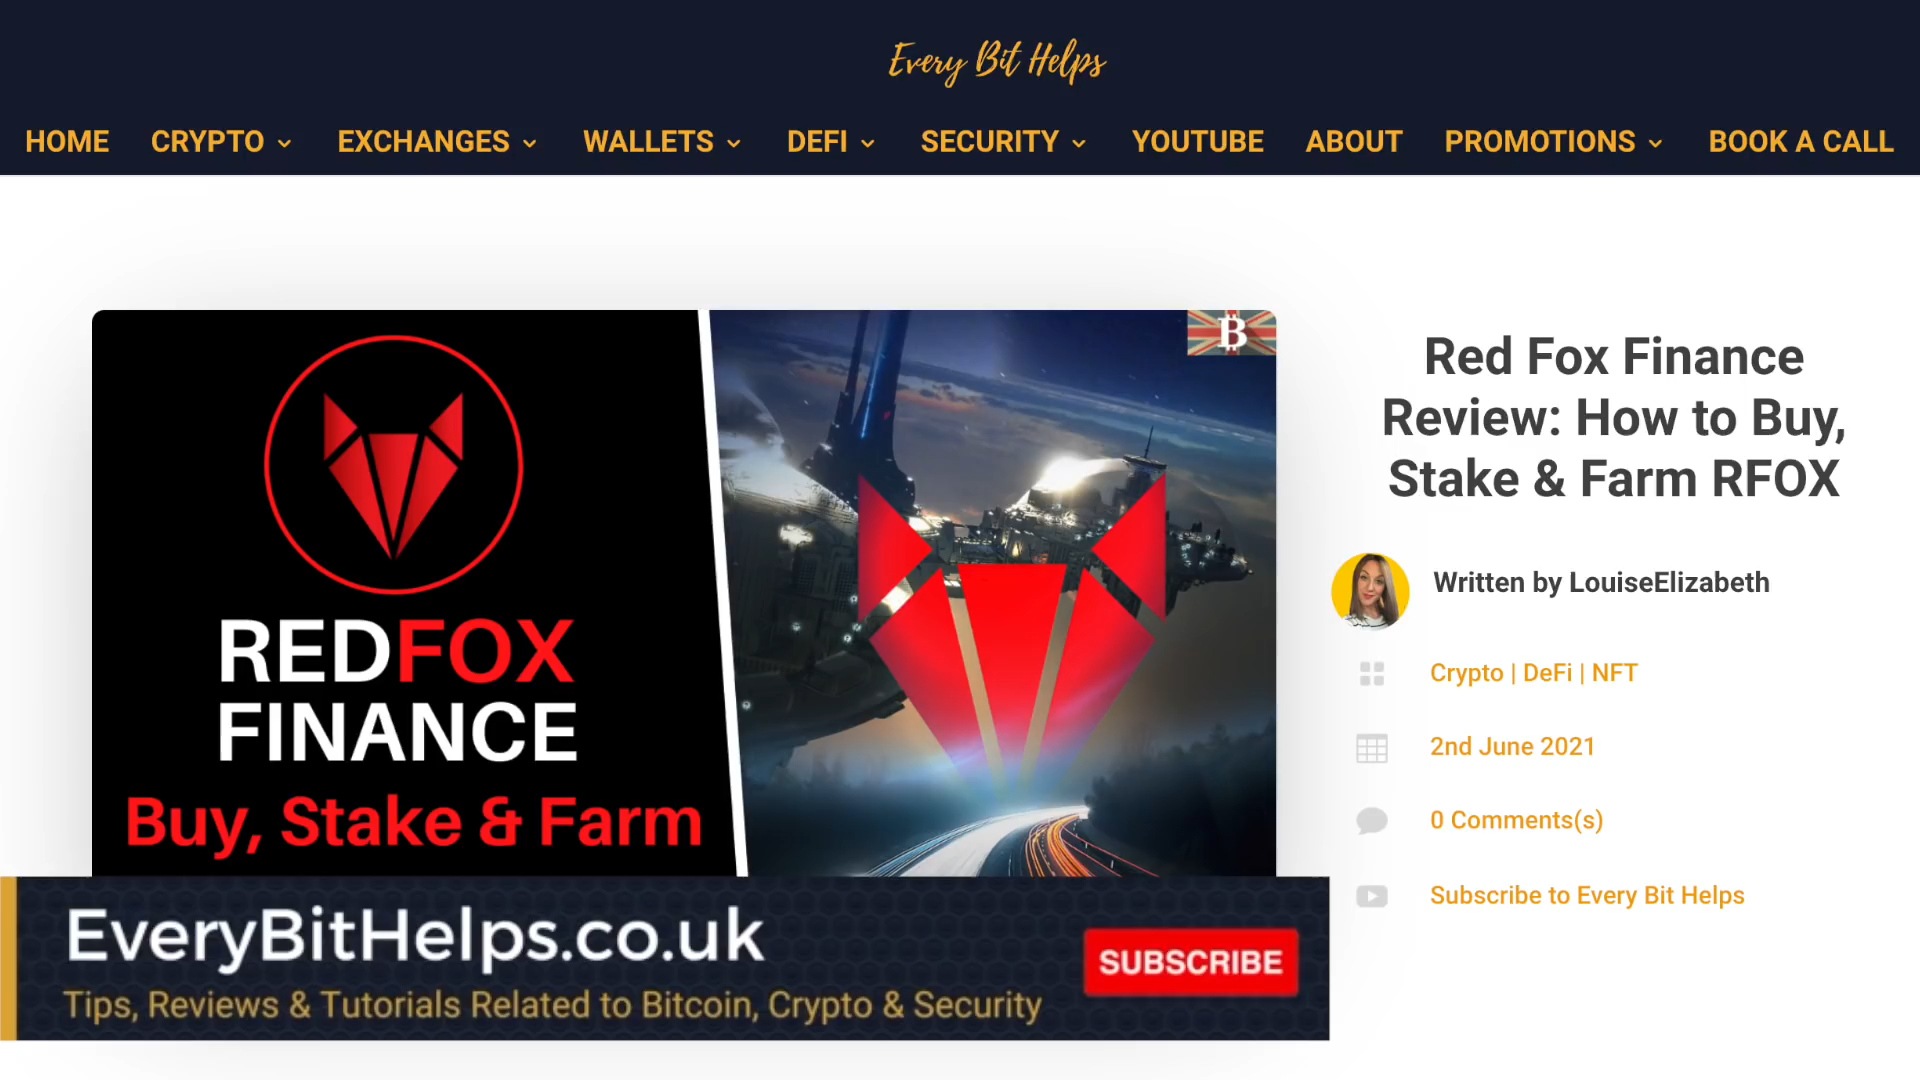 Every Bit Helps
HOME CRYPTO EXCHANGES WALLETS DEFI SECURITY YOUTUBE ABOUT PROMOTIONS BOOK A CALL
B
REDFOX
FINANCE
Buy, Stake & Farm
Red Fox Finance
Review: How to Buy,
Stake & Farm RFOX
Written by LouiseElizabeth
Crypto | DeFi | NFT
2nd June 2021
0 Comments(s)
Subscribe to Every Bit Helps
EveryBitHelps.co.uk
Tips, Reviews & Tutorials Related to Bitcoin, Crypto & Security
SUBSCRIBE